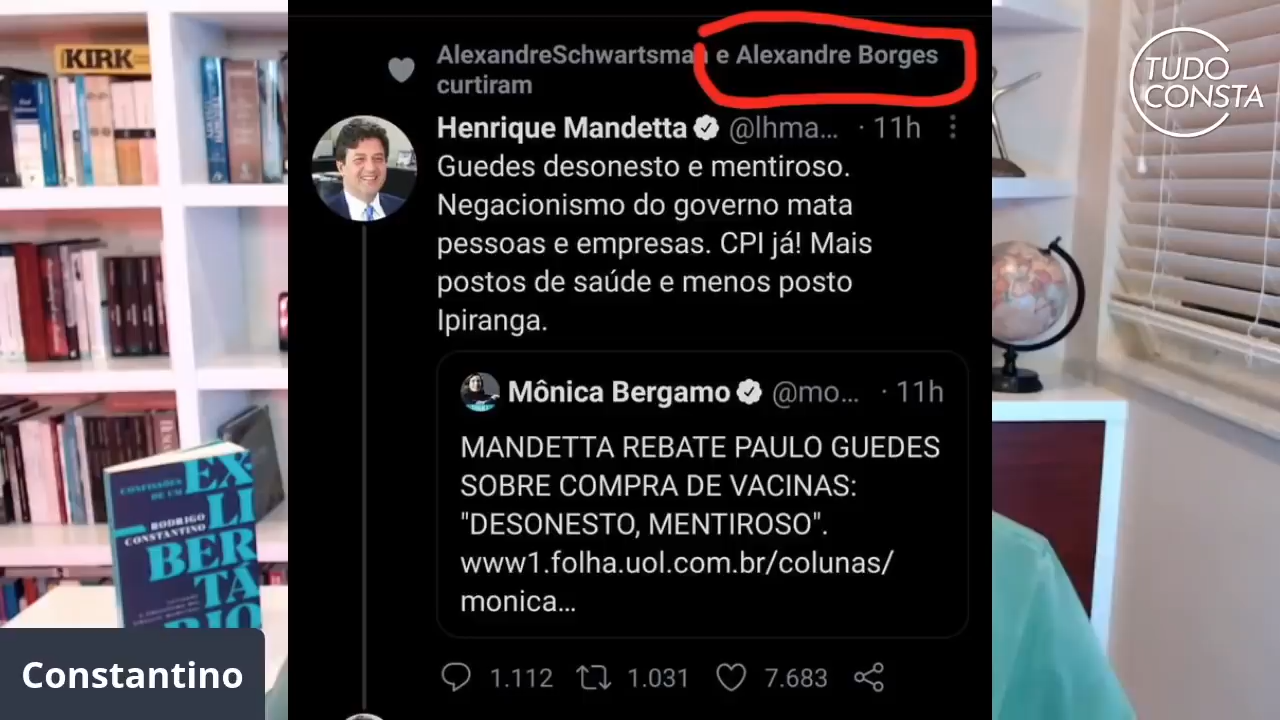 KIRK
AlexandreSchwartsman e Alexandre Borges
curtiram
TUDO
CONSTA
Henrique Mandetta @lhma... · 11h
Guedes desonesto e mentiroso.
Negacionismo do governo mata
pessoas e empresas. CPI já! Mais
postos de saúde e menos posto
Ipiranga.
Mônica Bergamo @mo... · 11h
MANDETTA REBATE PAULO GUEDES
SOBRE COMPRA DE VACINAS:
"DESONESTO, MENTIROSO".
www1.folha.uol.com.br/colunas/
monica...
1.112 1.031 7.683
CONFISSÕES
DE UM
EX-
LI
BER
TÁ
RIO
RODRIGO
CONSTANTINO
Constantino